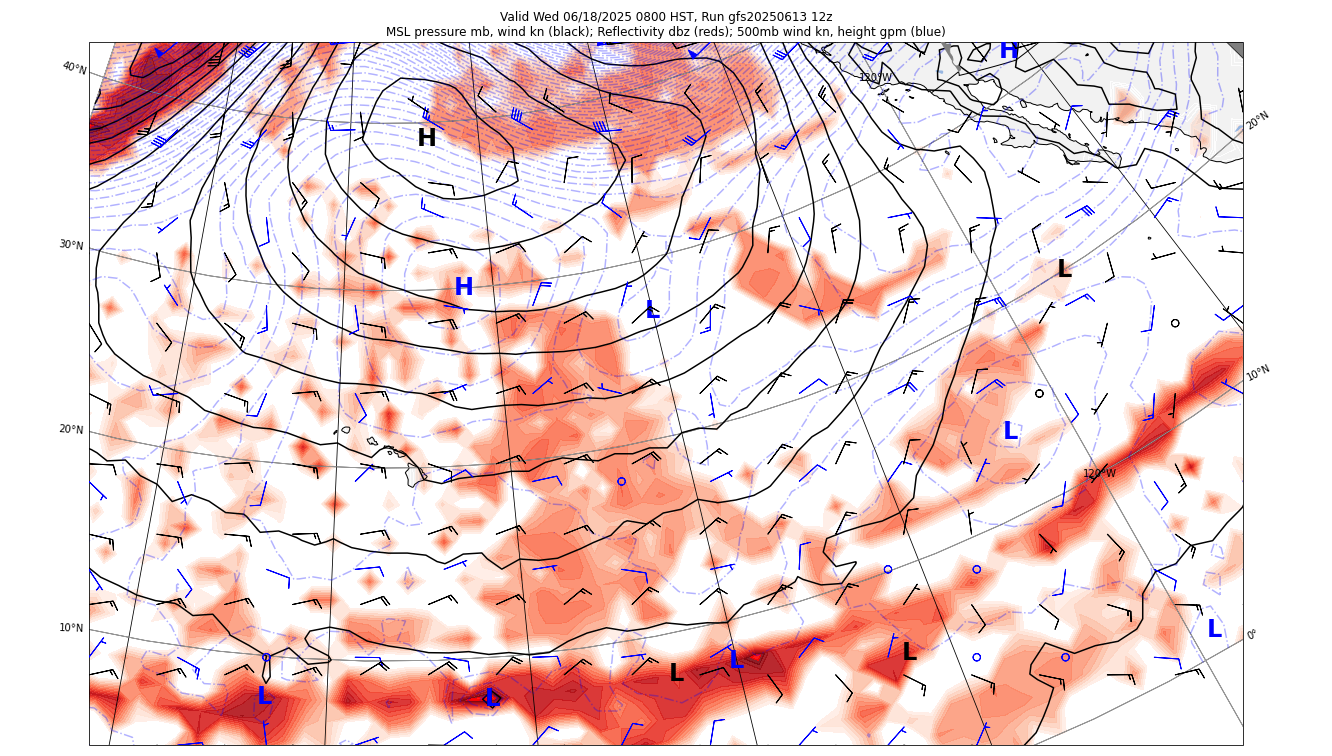 Valid Wed 06/18/2025 0800 HST, Run gfs20250613 12z
MSL pressure mb, wind kn (black); Reflectivity dbz (reds); 500mb wind kn, height gpm (blue)
H
40°N
120°W
20°N
H
30°N
L
H
L
10°N
20°N
L
120°W
10°N
L
0°
L
L
L
L
L